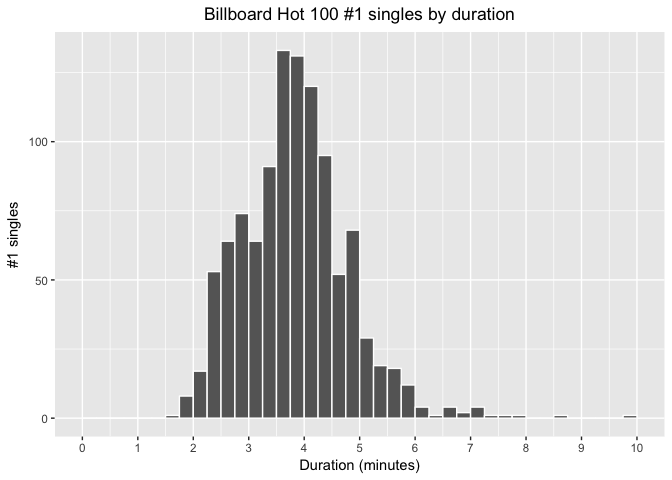 Billboard Hot 100 #1 singles by duration
#1 singles
100
50
0
0 1 2 3 4 5 6 7 8 9 10
Duration (minutes)